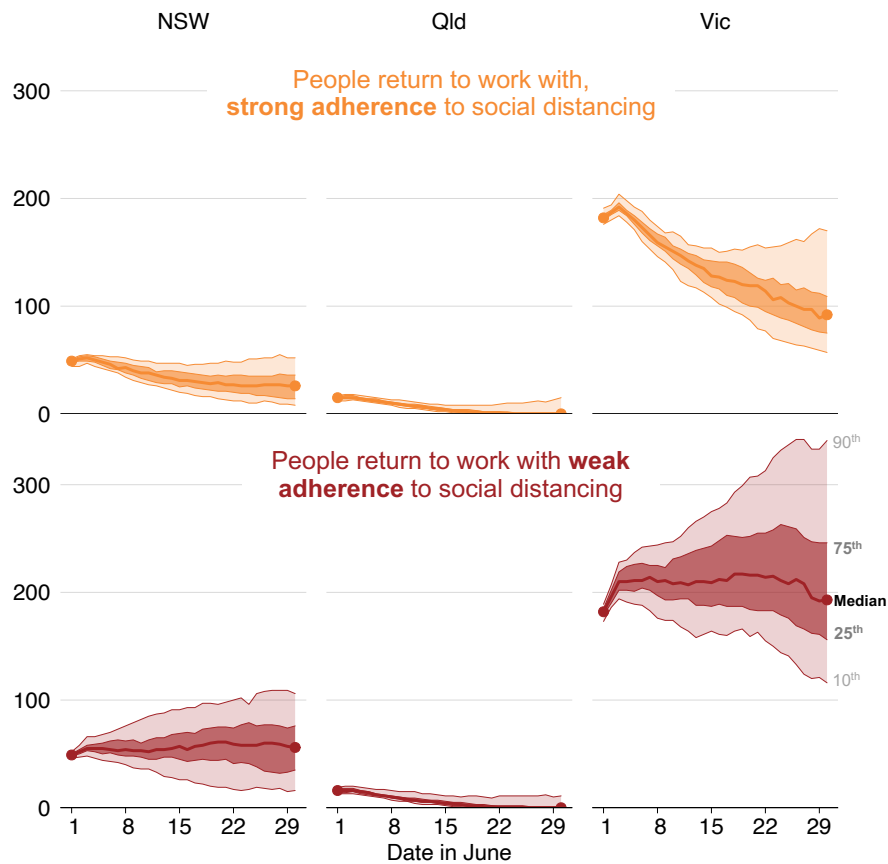 NSW Qld Vic
300
People return to work with,
strong adherence to social distancing
200
100
0
People return to work with weak
adherence to social distancing
90th
300
75th
200
Median
25th
10th
100
0
1 8 15 22 29 1 8 15 22 29 1 8 15 22 29
Date in June